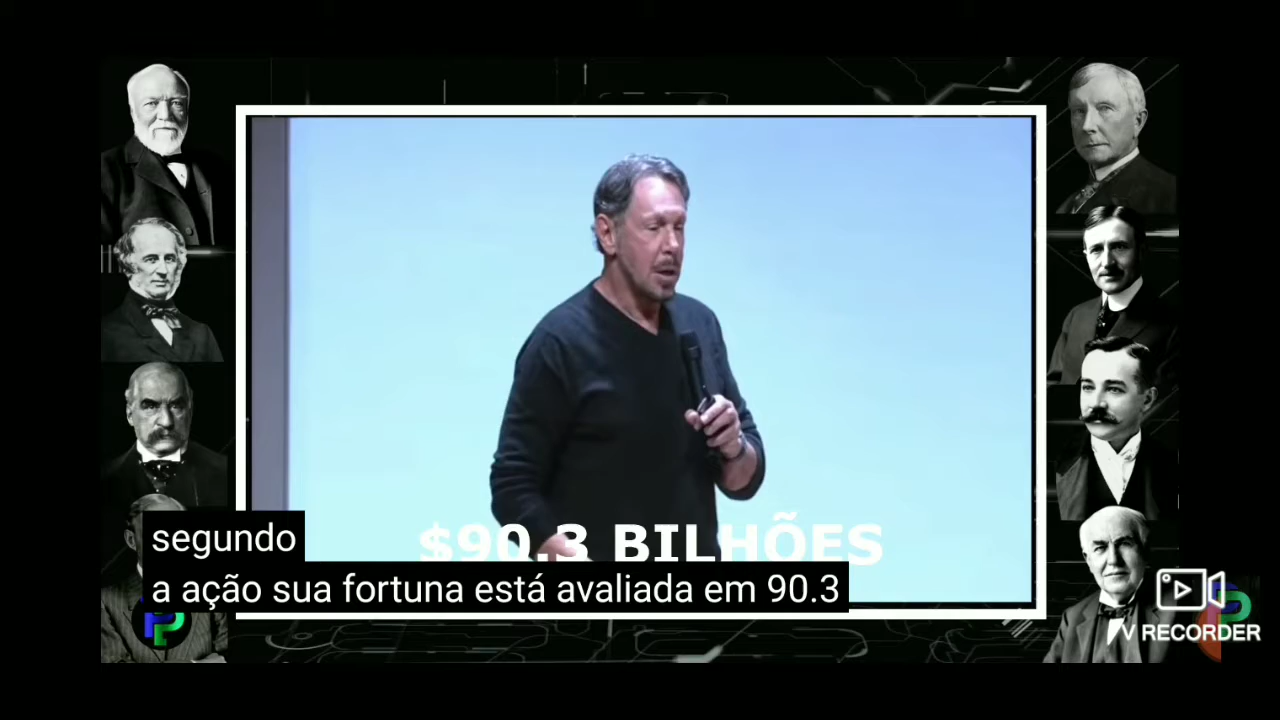 $90.3 BILHÕES
segundo
a ação sua fortuna está avaliada em 90.3
V RECORDER